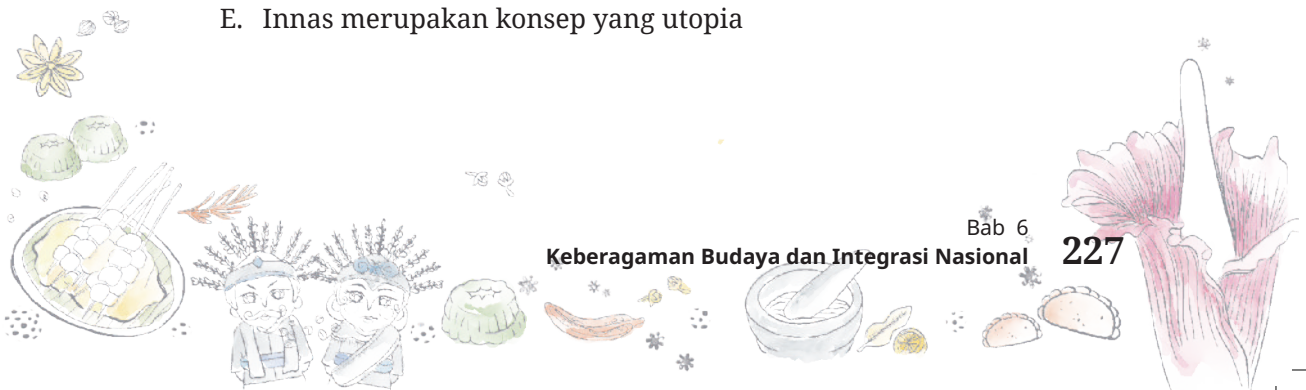 E. Innas merupakan konsep yang utopia
Bab 6
Keberagaman Budaya dan Integrasi Nasional 227